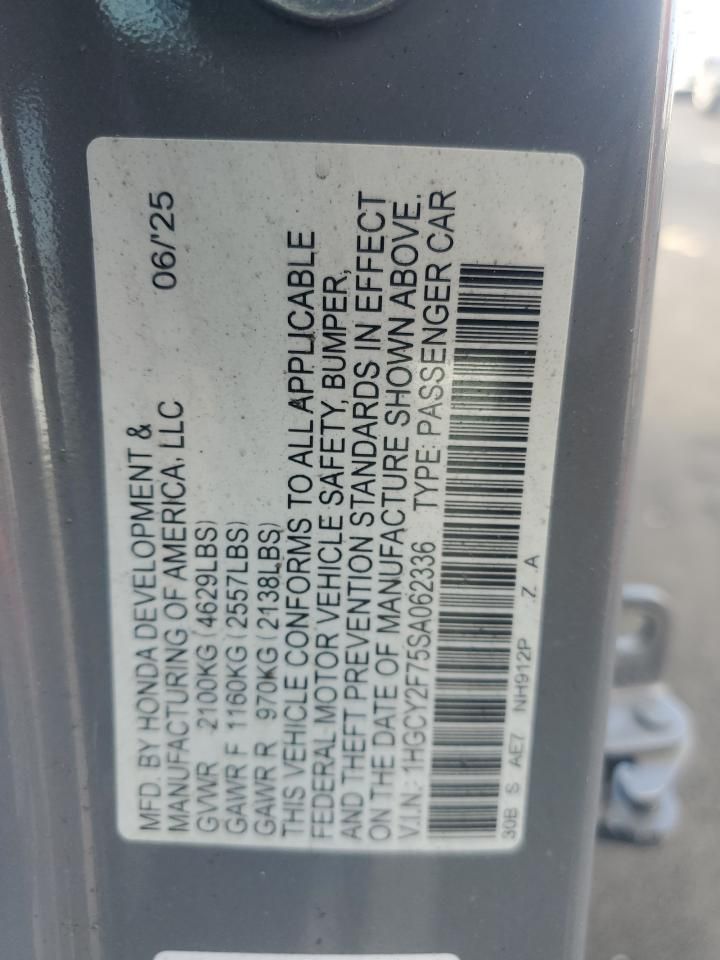 MFD. BY HONDA DEVELOPMENT & 06/'25
MANUFACTURING OF AMERICA, LLC
GVWR 2100KG (4629LBS)
GAWR F 1160KG (2557LBS)
GAWR R 970KG (2138LBS)
THIS VEHICLE CONFORMS TO ALL APPLICABLE
FEDERAL MOTOR VEHICLE SAFETY, BUMPER,
AND THEFT PREVENTION STANDARDS IN EFFECT
ON THE DATE OF MANUFACTURE SHOWN ABOVE.
V.I.N.: 1HGCY2F75SA062336 TYPE: PASSENGER CAR
30B S AE7 NH912P Z A